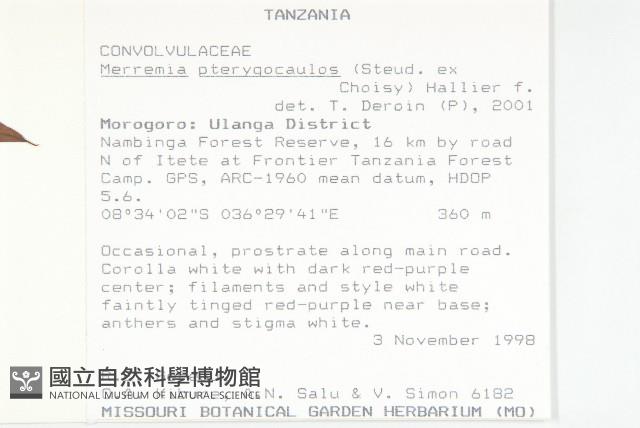 TANZANIA
CONVOLVULACEAE
Merremia pterygocaulos (Steud. ex
Choisy) Hallier f.
det. T. Deroin (P), 2001
Morogoro: Ulanga District
Nambinga Forest Reserve, 16 km by road
N of Itete at Frontier Tanzania Forest
Camp. GPS, ARC-1960 mean datum, HDOP
5.6.
08°34'02"S 036°29'41"E 360 m
Occasional, prostrate along main road.
Corolla white with dark red-purple
center; filaments and style white
faintly tinged red-purple near base;
anthers and stigma white.
3 November 1998
國立自然科學博物館
NATIONAL MUSEUM OF NATURAL SCIENCE
N. Salu & V. Simon 6182
MISSOURI BOTANICAL GARDEN HERBARIUM (MO)